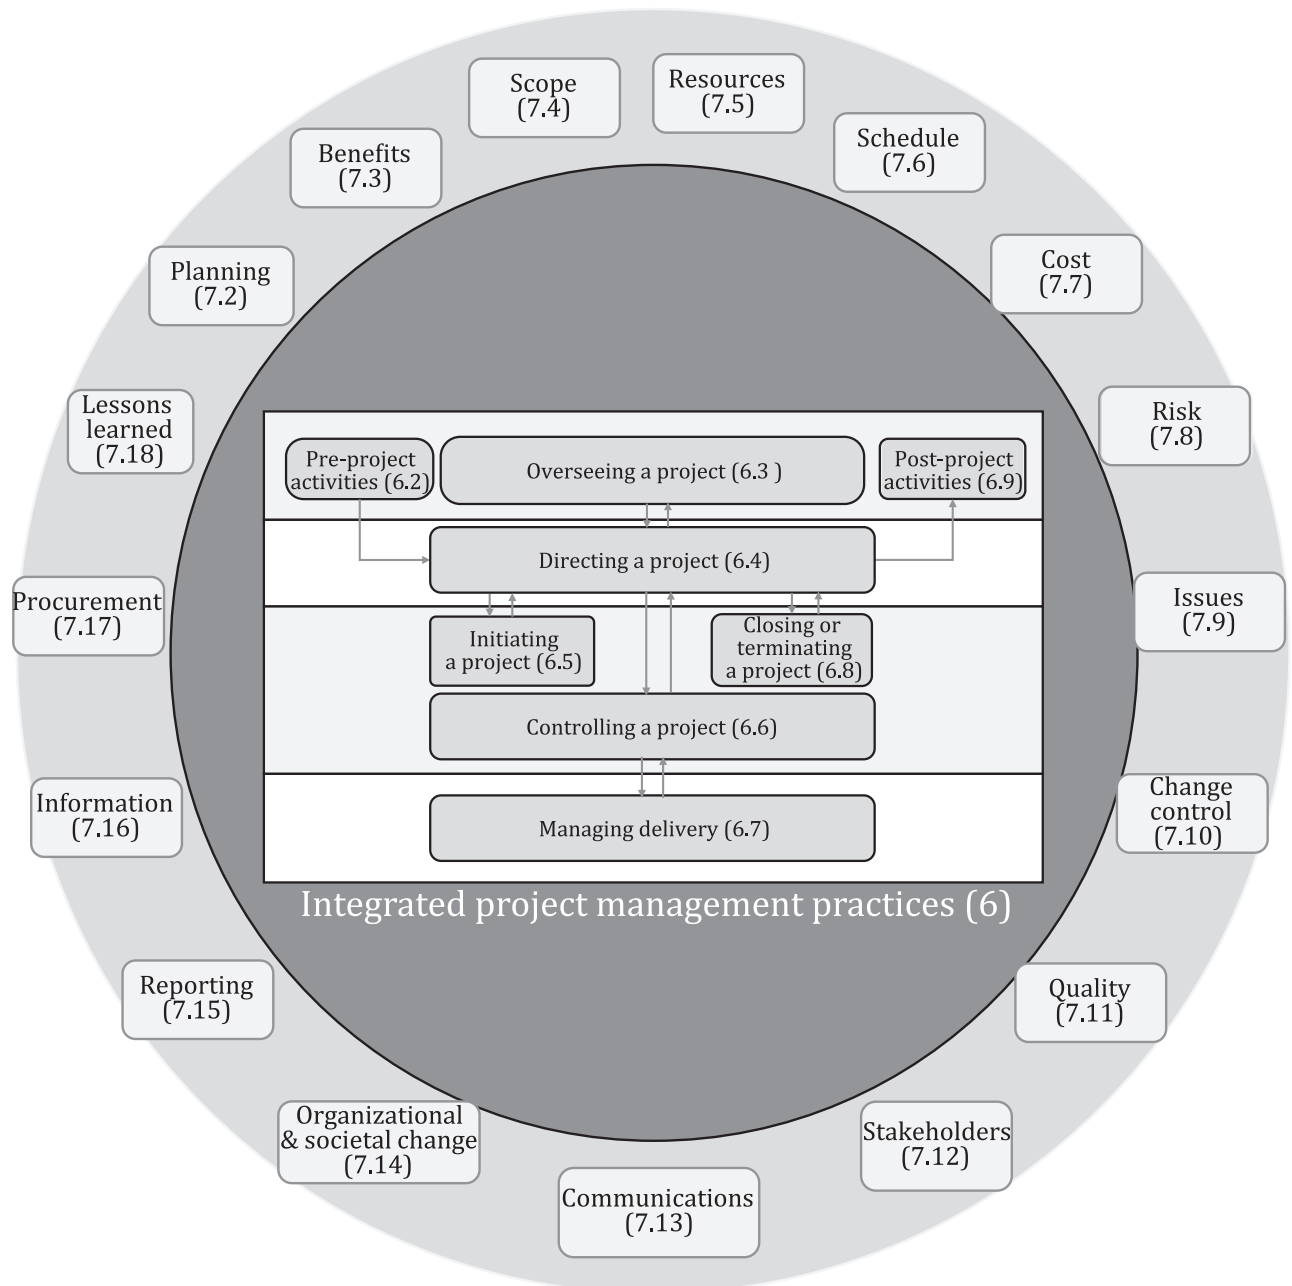 Scope
(7.4)
Resources
(7.5)
Schedule
(7.6)
Benefits
(7.3)
Cost
(7.7)
Planning
(7.2)
Risk
(7.8)
Lessons
learned
(7.18)
Pre-project
activities (6.2)
Overseeing a project (6.3 )
Post-project
activities (6.9)
Directing a project (6.4)
Procurement
(7.17)
Issues
(7.9)
Initiating
a project (6.5)
Closing or
terminating
a project (6.8)
Controlling a project (6.6)
Information
(7.16)
Change
control
(7.10)
Managing delivery (6.7)
Integrated project management practices (6)
Reporting
(7.15)
Quality
(7.11)
Organizational
& societal change
(7.14)
Stakeholders
(7.12)
Communications
(7.13)